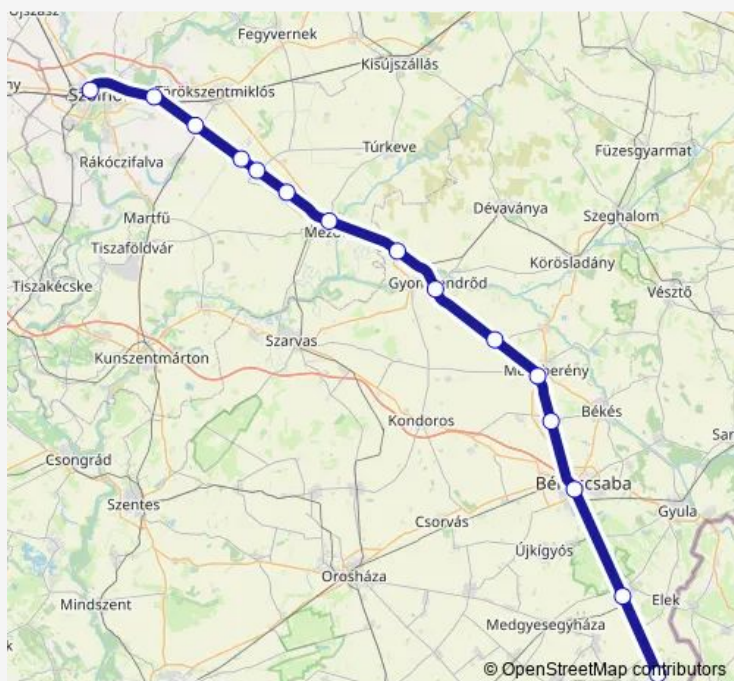 Fegyvernek
Kisújszállás
Törökszentmiklós
Rákóczifalva
Túrkeve
Füzesgyarmat
Martfű
Dévaványa
Szeghalom
Tiszaföldvár
Körösladány
Tiszakécske
Vésztő
Szarvas
Kunszentmárton
Békés
Kondoros
Csongrád
Szentes
Csorvás
Gyula
Újkígyós
Orosháza
Elek
Mindszent
Medgyesegyháza
© OpenStreetMap contributors